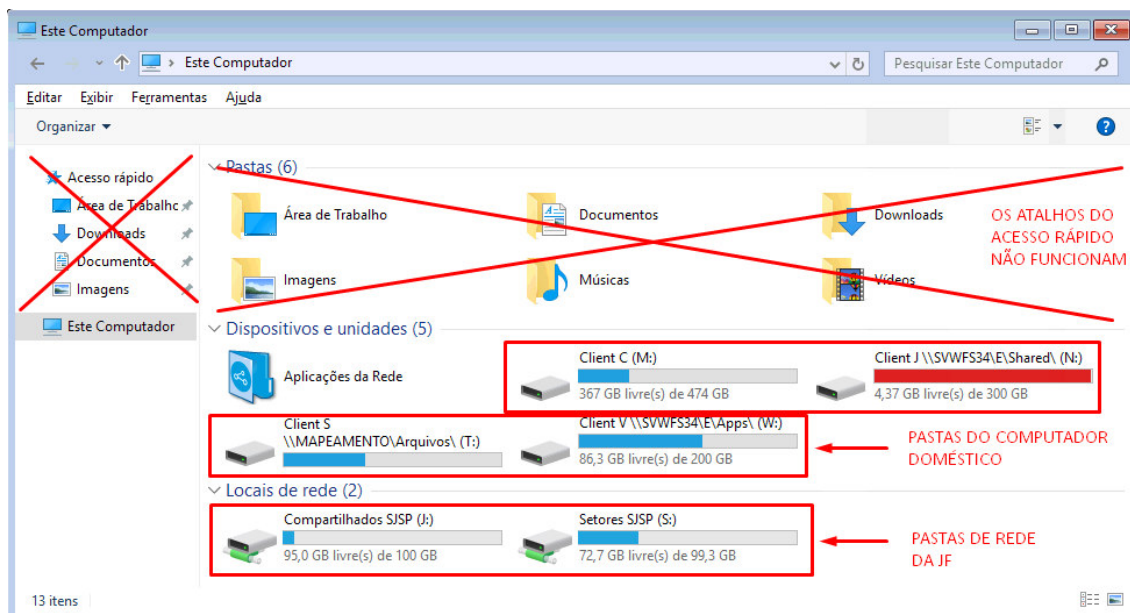 Este Computador
Este Computador
Pesquisar Este Computador
Editar Exibir Ferramentas Ajuda
Organizar
Acesso rápido
Área de Trabalhc
Downloads
Documentos
Imagens
Este Computador
Pastas (6)
Área de Trabalho
Documentos
Downloads
Imagens
Músicas
Vídeos
OS ATALHOS DO
ACESSO RÁPIDO
NÃO FUNCIONAM
Dispositivos e unidades (5)
Aplicações da Rede
Client C (M:)
367 GB livre(s) de 474 GB
Client J \\SVWFS34\E\Shared\ (N:)
4,37 GB livre(s) de 300 GB
Client S
\\MAPEAMENTO\Arquivos\ (T:)
Client V \\SVWFS34\E\Apps\ (W:)
86,3 GB livre(s) de 200 GB
PASTAS DO COMPUTADOR
DOMÉSTICO
Locais de rede (2)
Compartilhados SJSP (J:)
95,0 GB livre(s) de 100 GB
Setores SJSP (S:)
72,7 GB livre(s) de 99,3 GB
PASTAS DE REDE
DA JF
13 itens